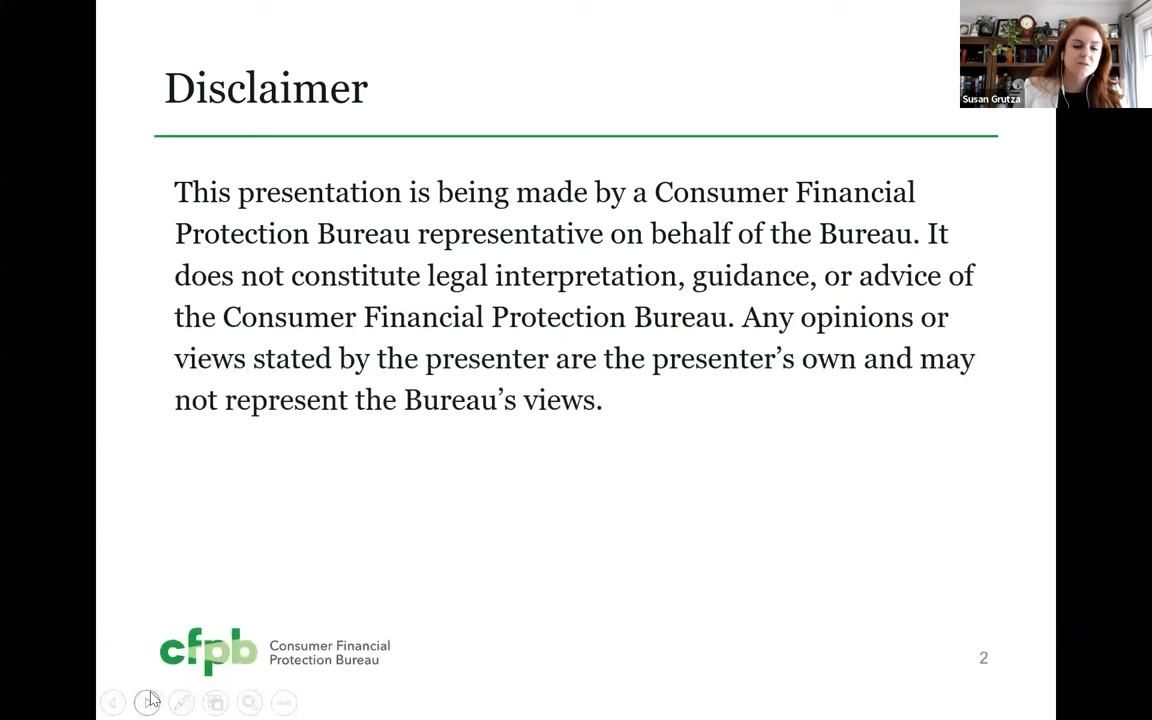 Disclaimer
Susan Grutza
This presentation is being made by a Consumer Financial
Protection Bureau representative on behalf of the Bureau. It
does not constitute legal interpretation, guidance, or advice of
the Consumer Financial Protection Bureau. Any opinions or
views stated by the presenter are the presenter’s own and may
not represent the Bureau’s views.
cfpb
Consumer Financial
Protection Bureau
2